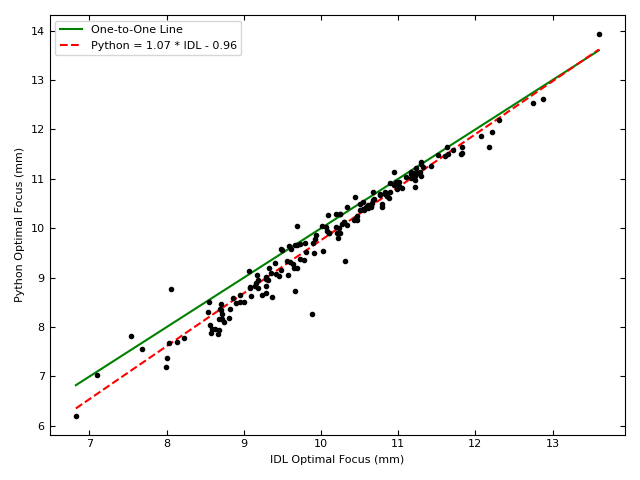 One-to-One Line
Python = 1.07 * IDL - 0.96
Python Optimal Focus (mm)
14
13
12
11
10
9
8
7
6
7 8 9 10 11 12 13
IDL Optimal Focus (mm)